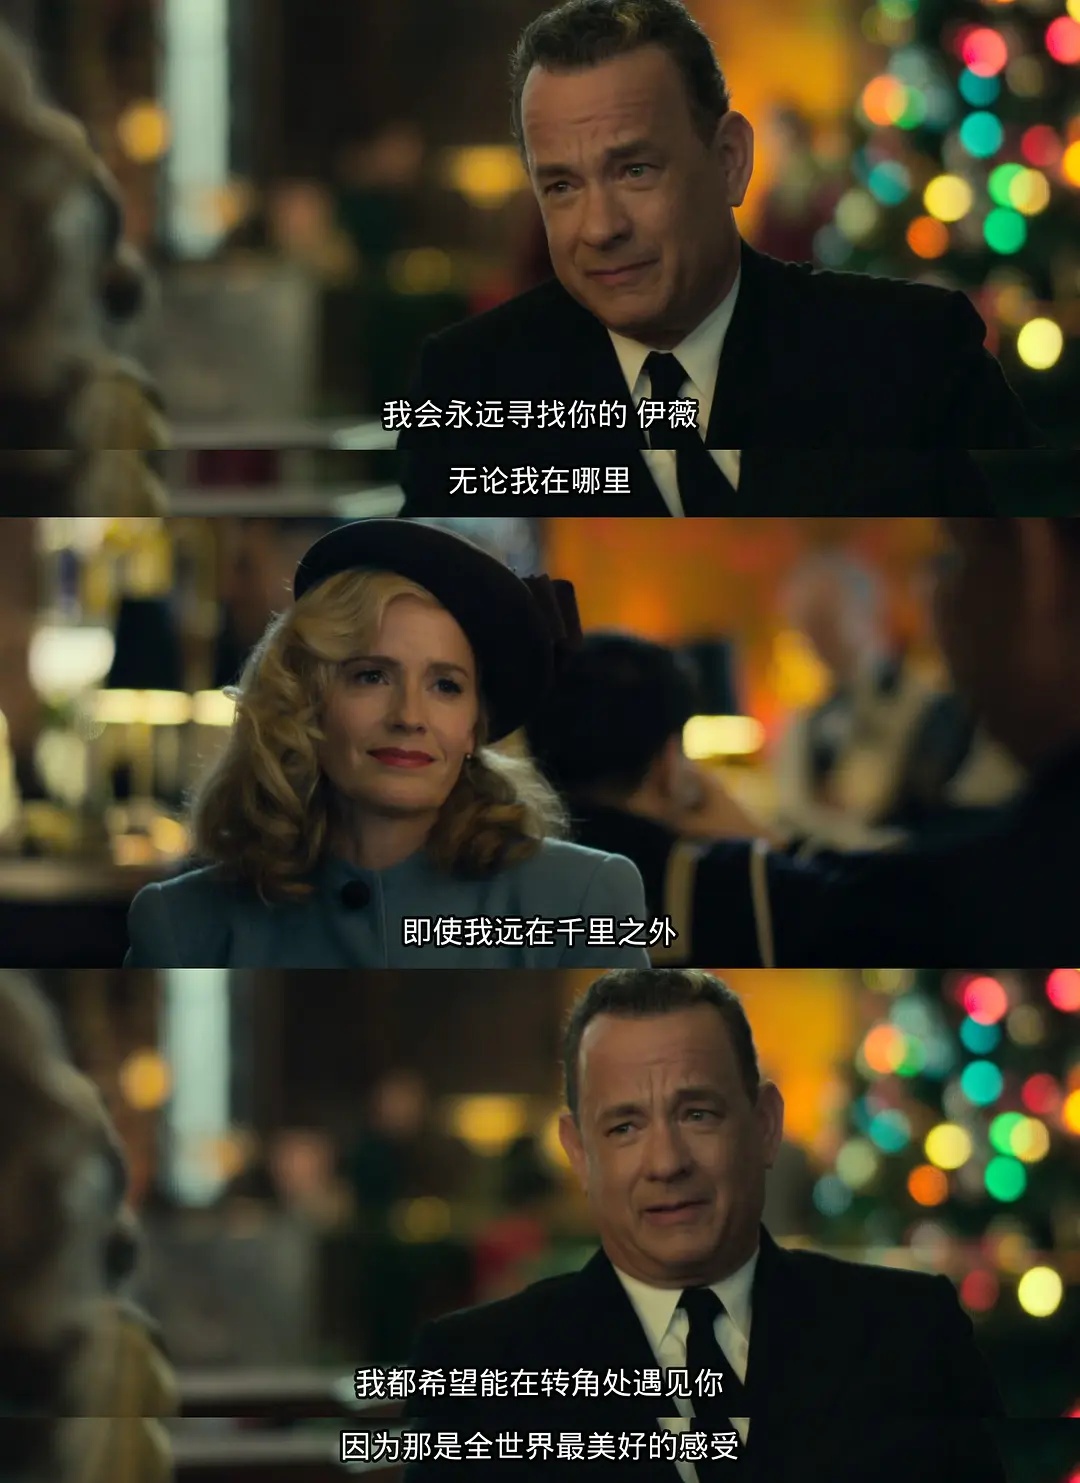 我会永远寻找你的 伊薇
无论我在哪里
即使我远在千里之外
我都希望能在转角处遇见你
因为那是全世界最美好的感受